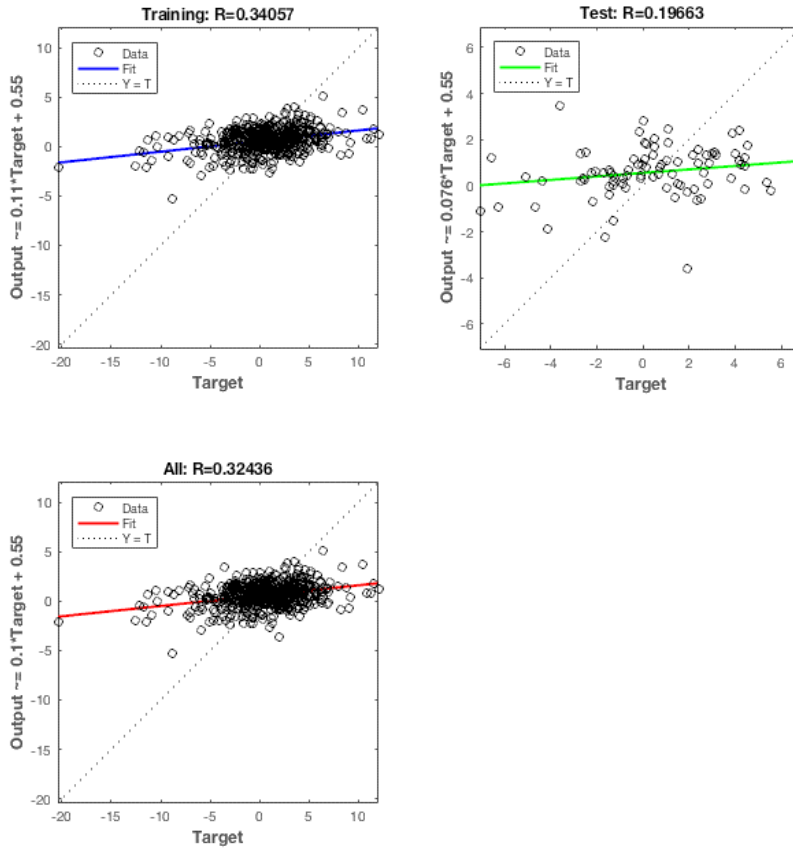 Training: R=0.34057
Data
Fit
Y = T
10
5
0
-5
-10
-15
-20
Output ~= 0.11*Target + 0.55
-20 -15 -10 -5 0 5 10
Target
Test: R=0.19663
Data
Fit
Y = T
6
4
2
0
-2
-4
-6
Output ~= 0.076*Target + 0.55
-6 -4 -2 0 2 4 6
Target
All: R=0.32436
Data
Fit
Y = T
10
5
0
-5
-10
-15
-20
Output ~= 0.1*Target + 0.55
-20 -15 -10 -5 0 5 10
Target